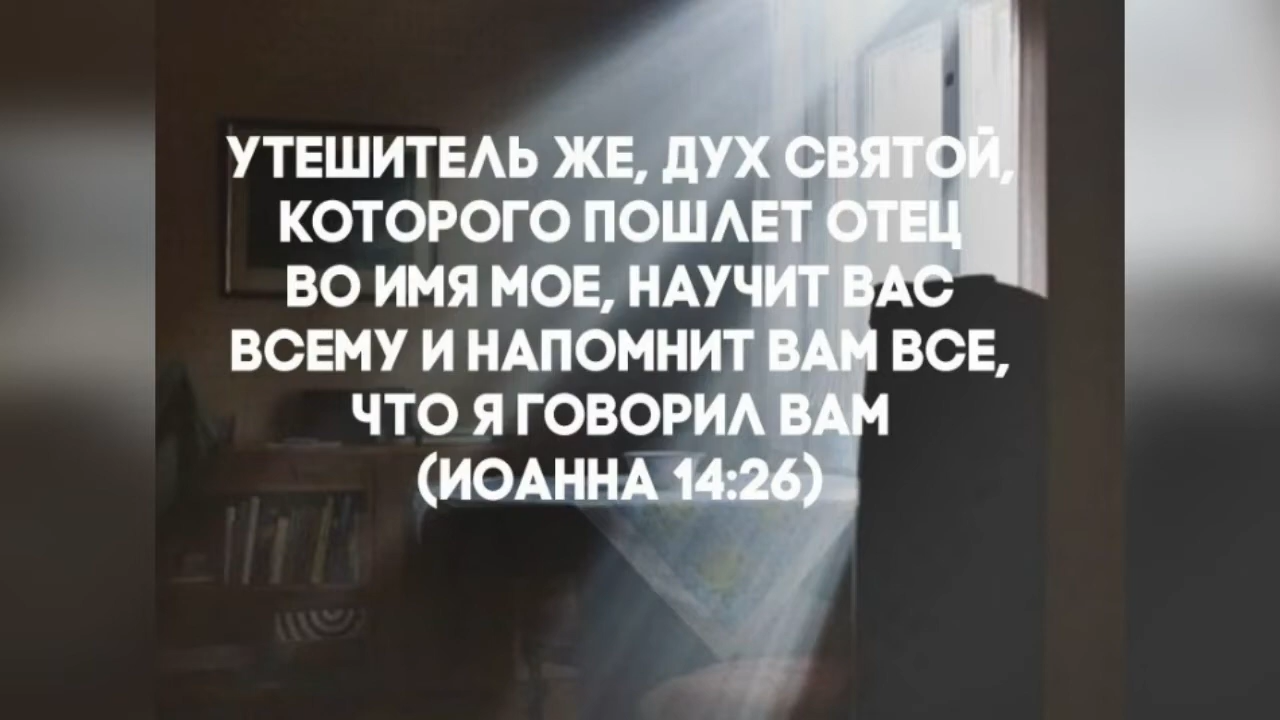 УТЕШИТЕЛЬ ЖЕ, ДУХ СВЯТОЙ,
КОТОРОГО ПОШЛЕТ ОТЕЦ
ВО ИМЯ МОЕ, НАУЧИТ ВАС
ВСЕМУ И НАПОМНИТ ВАМ ВСЕ,
ЧТО Я ГОВОРИЛ ВАМ
(ИОАННА 14:26)